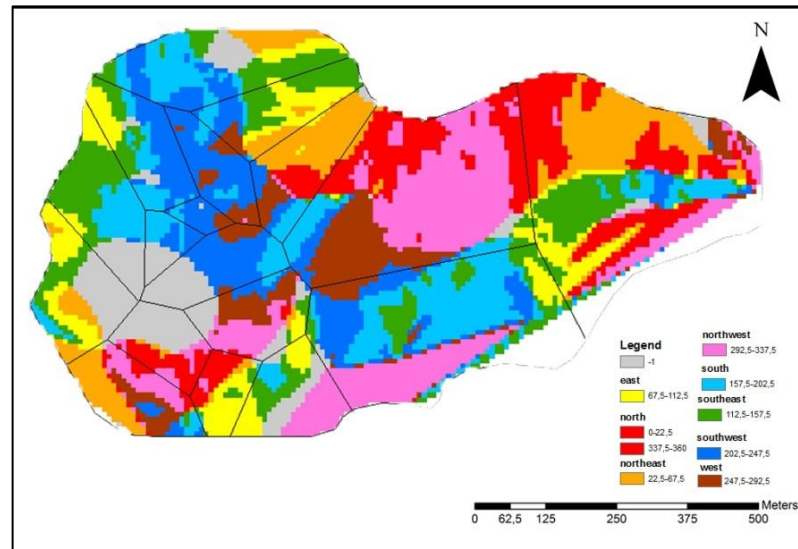 N
Legend
-1
east
67,5-112,5
north
0-22,5
337,5-360
northeast
22,5-67,5
northwest
292,5-337,5
south
157,5-202,5
southeast
112,5-157,5
southwest
202,5-247,5
west
247,5-292,5
Meters
0 62,5 125 250 375 500